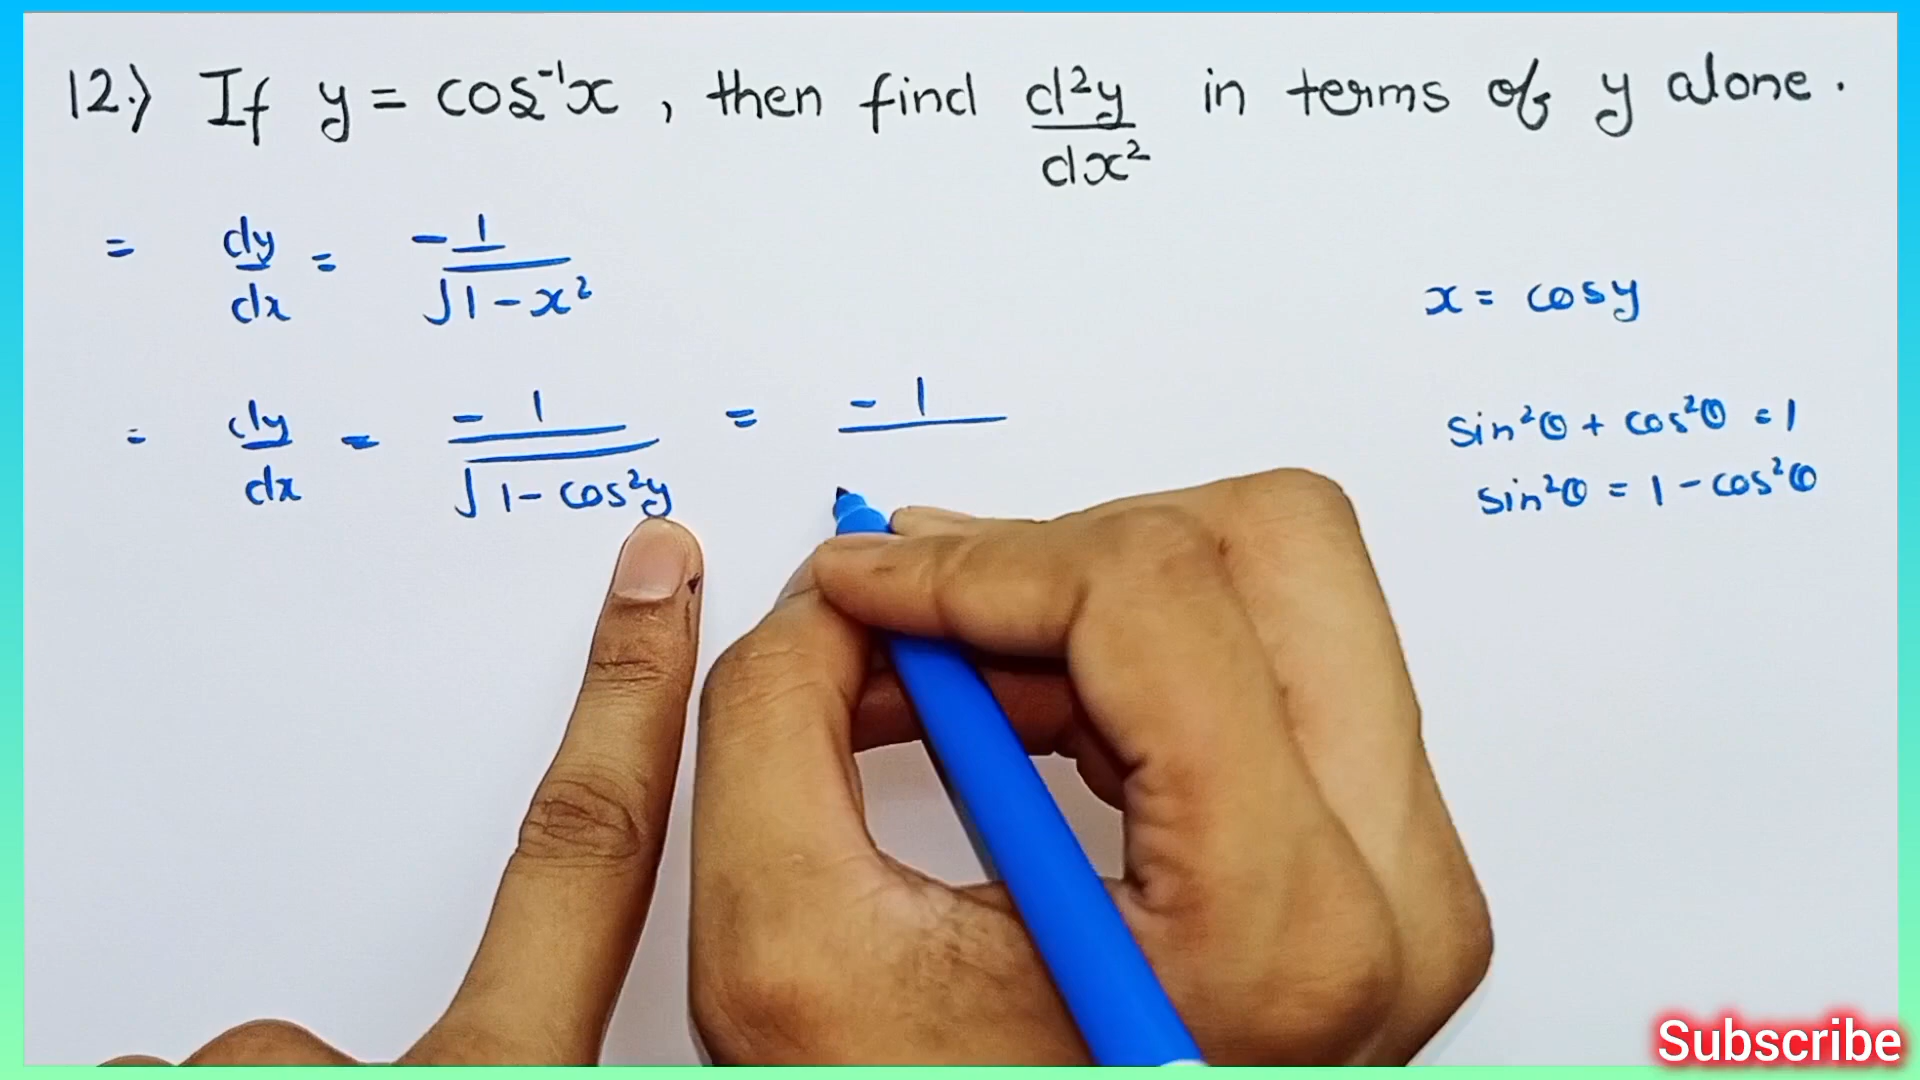 12.) If y = cos⁻¹x , then find d²y/dx² in terms of y alone .
= dy/dx = -1/√1-x²
x = cosy
= dy/dx = -1/√1-cos²y = -1/
sin²θ + cos²θ = 1
sin²θ = 1 - cos²θ
Subscribe